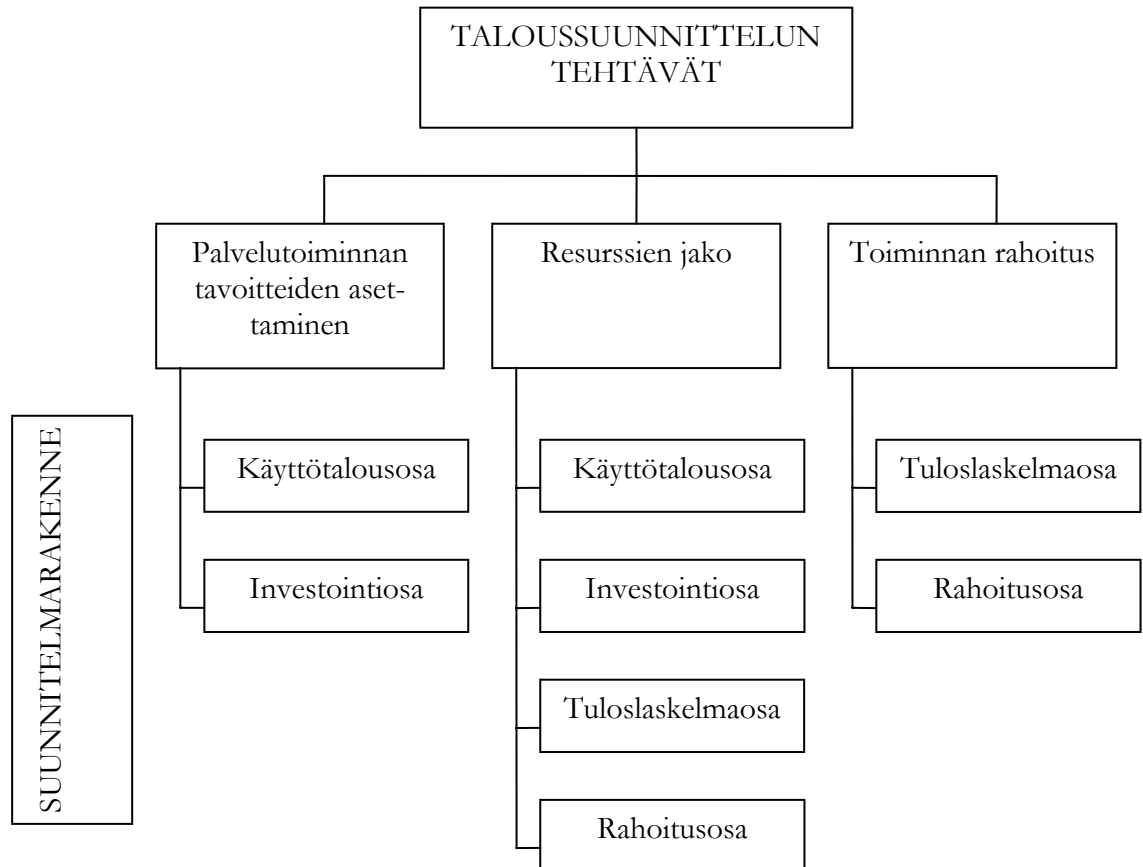 TALOUSSUUNNITTELUN
TEHTÄVÄT
Palvelutoiminnan
tavoitteiden aset-
taminen
Resurssien jako
Toiminnan rahoitus
SUUNNITELMARAKENNE
Käyttötalousosa
Käyttötalousosa
Tuloslaskelmaosa
Investointiosa
Investointiosa
Rahoitusosa
Tuloslaskelmaosa
Rahoitusosa